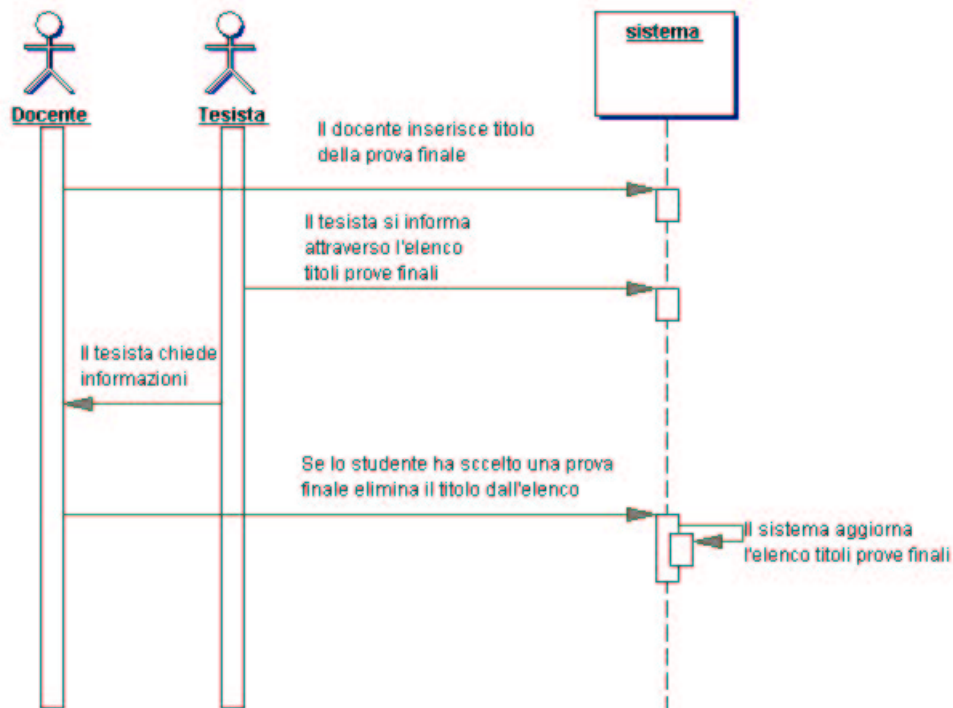 sistema
Docente
Tesista
Il docente inserisce titolo
della prova finale
Il tesista si informa
attraverso l'elenco
titoli prove finali
Il tesista chiede
informazioni
Se lo studente ha sccelto una prova
finale elimina il titolo dall'elenco
Il sistema aggiorna
l'elenco titoli prove finali